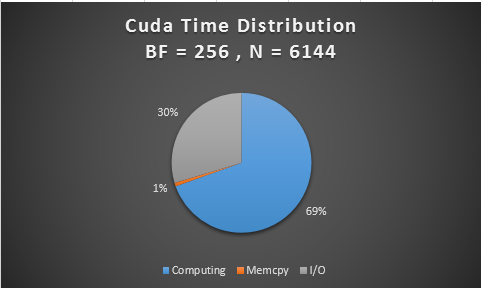 Cuda Time Distribution
BF = 256 , N = 6144
30%
1%
69%
Computing Memcpy I/O